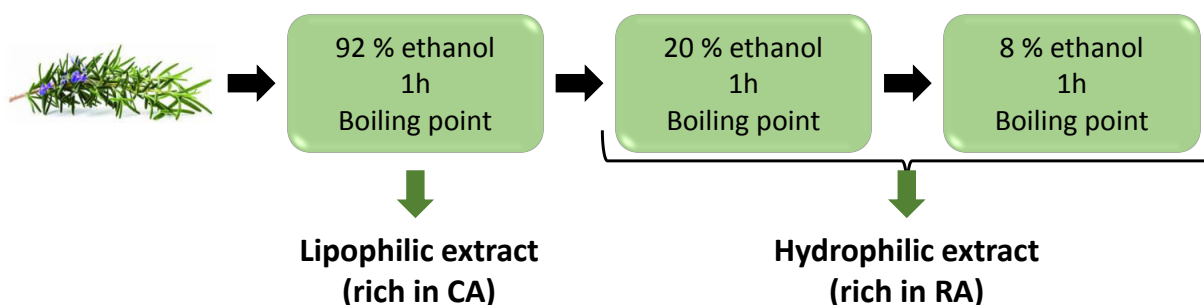 92 % ethanol
1h
Boiling point
20 % ethanol
1h
Boiling point
8 % ethanol
1h
Boiling point
Lipophilic extract
(rich in CA)
Hydrophilic extract
(rich in RA)